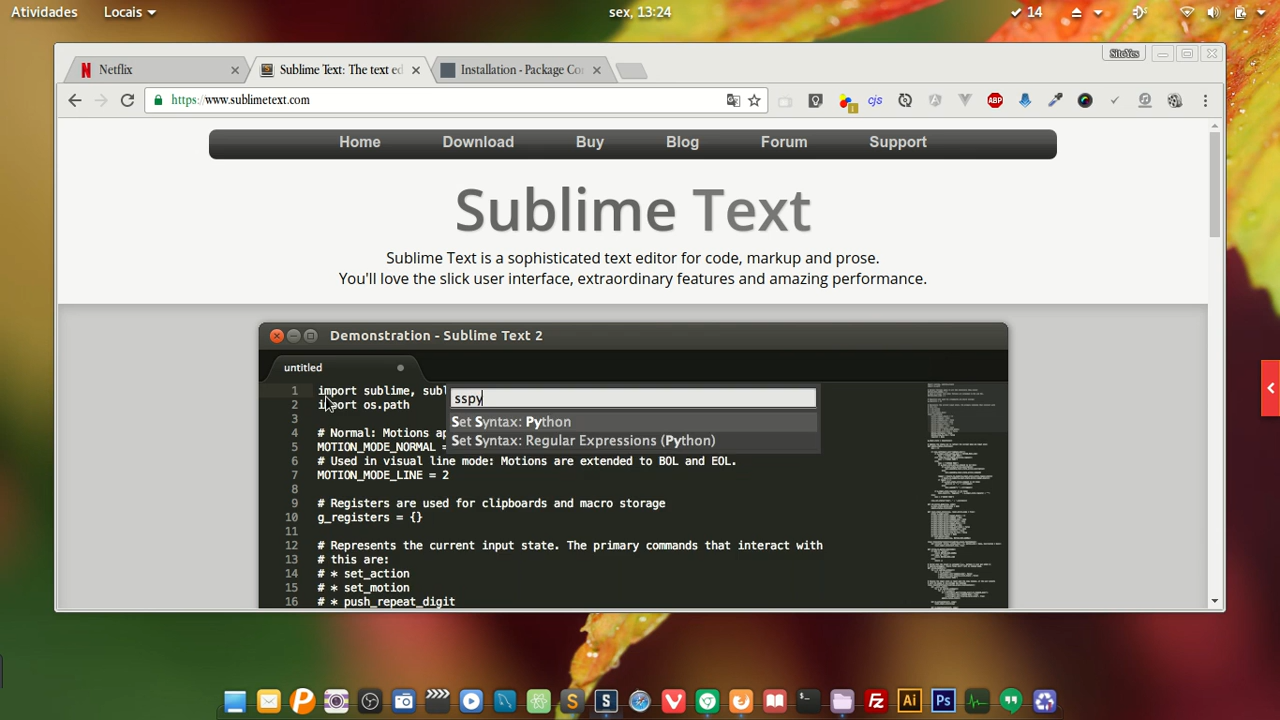 Atividades Locais sex, 13:24 14
SiteYes
Netflix Sublime Text: The text ed Installation - Package Co
https://www.sublimetext.com cjs ABP
Home Download Buy Blog Forum Support
Sublime Text
Sublime Text is a sophisticated text editor for code, markup and prose.
You'll love the slick user interface, extraordinary features and amazing performance.
Demonstration - Sublime Text 2
untitled
1 import sublime, subl
sspy
2 import os.path
Set Syntax: Python
3
Set Syntax: Regular Expressions (Python)
4 # Normal: Motions ap
5 MOTION_MODE_NORMAL =
6 # Used in visual line mode: Motions are extended to BOL and EOL.
7 MOTION_MODE_LINE = 2
8
9 # Registers are used for clipboards and macro storage
10 g_registers = {}
11
12 # Represents the current input state. The primary commands that interact with
13 # this are:
14 # * set_action
15 # * set_motion
16 # * push_repeat_digit
P S S V >_ Fz Ai Ps